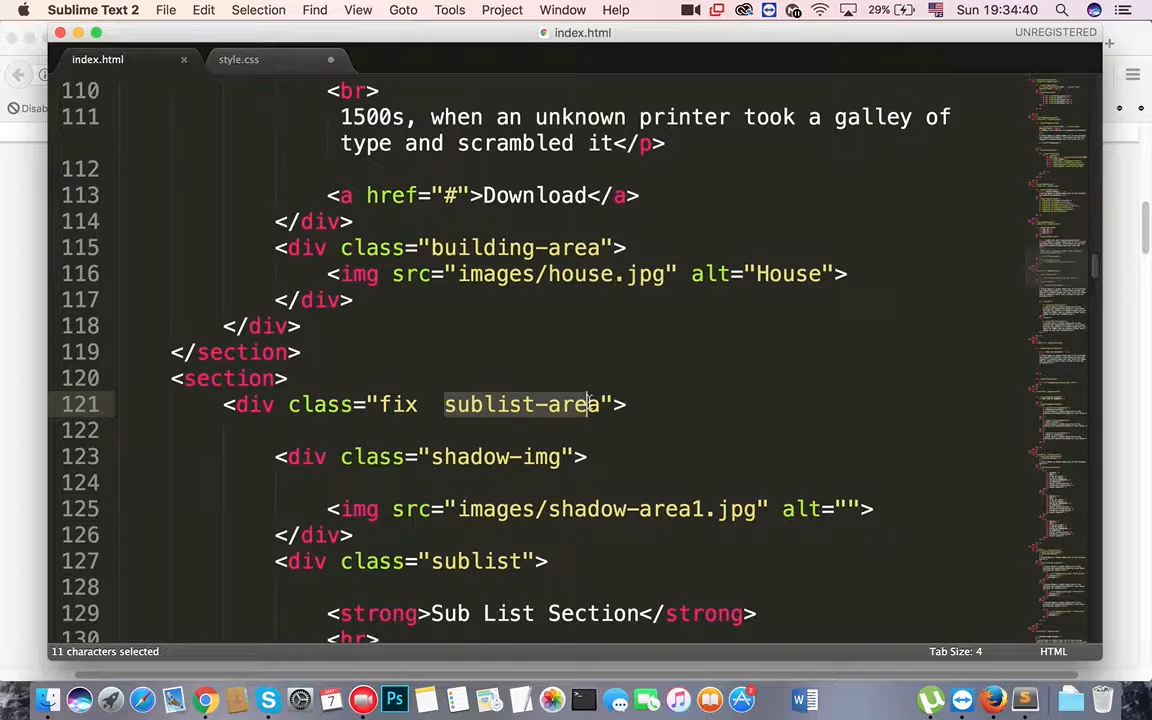 Sublime Text 2 File Edit Selection Find View Goto Tools Project Window Help 29% Sun 19:34:40
index.html UNREGISTERED
index.html × style.css
Disab
110 <br>
111 1500s, when an unknown printer took a galley of
type and scrambled it</p>
112
113 <a href="#">Download</a>
114 </div>
115 <div class="building-area">
116 <img src="images/house.jpg" alt="House">
117 </div>
118 </div>
119 </section>
120 <section>
121 <div class="fix  sublist-area">
122
123 <div class="shadow-img">
124
125 <img src="images/shadow-area1.jpg" alt="">
126 </div>
127 <div class="sublist">
128
129 <strong>Sub List Section</strong>
130 <br>
11 characters selected Tab Size: 4 HTML
7 Ps W S